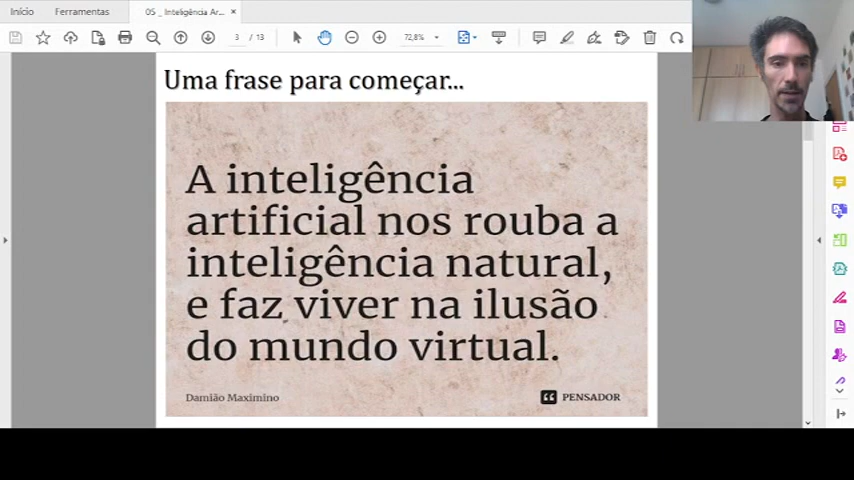 Início
Ferramentas
05 _ Inteligência Ar...
3 / 13
72,8%
Uma frase para começar...
A inteligência
artificial nos rouba a
inteligência natural,
e faz viver na ilusão
do mundo virtual.
Damião Maximino
PENSADOR